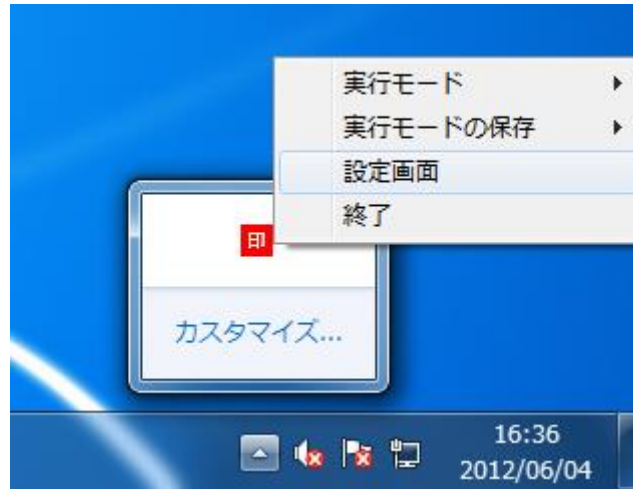 実行モード
実行モードの保存
設定画面
終了
印
カスタマイズ...
16:36
2012/06/04